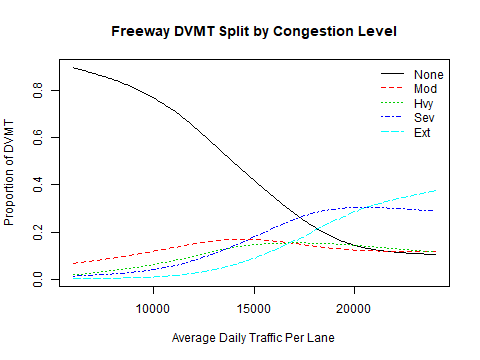 Freeway DVMT Split by Congestion Level
Proportion of DVMT
0.8
0.6
0.4
0.2
0.0
None
Mod
Hvy
Sev
Ext
10000 15000 20000
Average Daily Traffic Per Lane